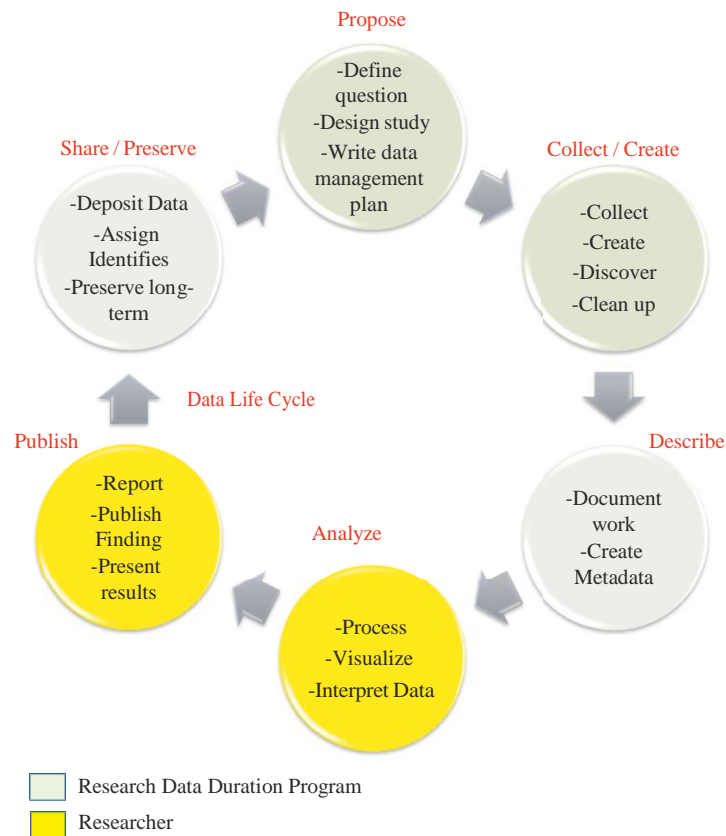 Propose
-Define
question
-Design study
-Write data
management
plan
Collect / Create
-Collect
-Create
-Discover
-Clean up
Describe
-Document
work
-Create
Metadata
Analyze
-Process
-Visualize
-Interpret Data
Publish
-Report
-Publish
Finding
-Present
results
Share / Preserve
-Deposit Data
-Assign
Identifies
-Preserve long-
term
Data Life Cycle
Research Data Duration Program
Researcher